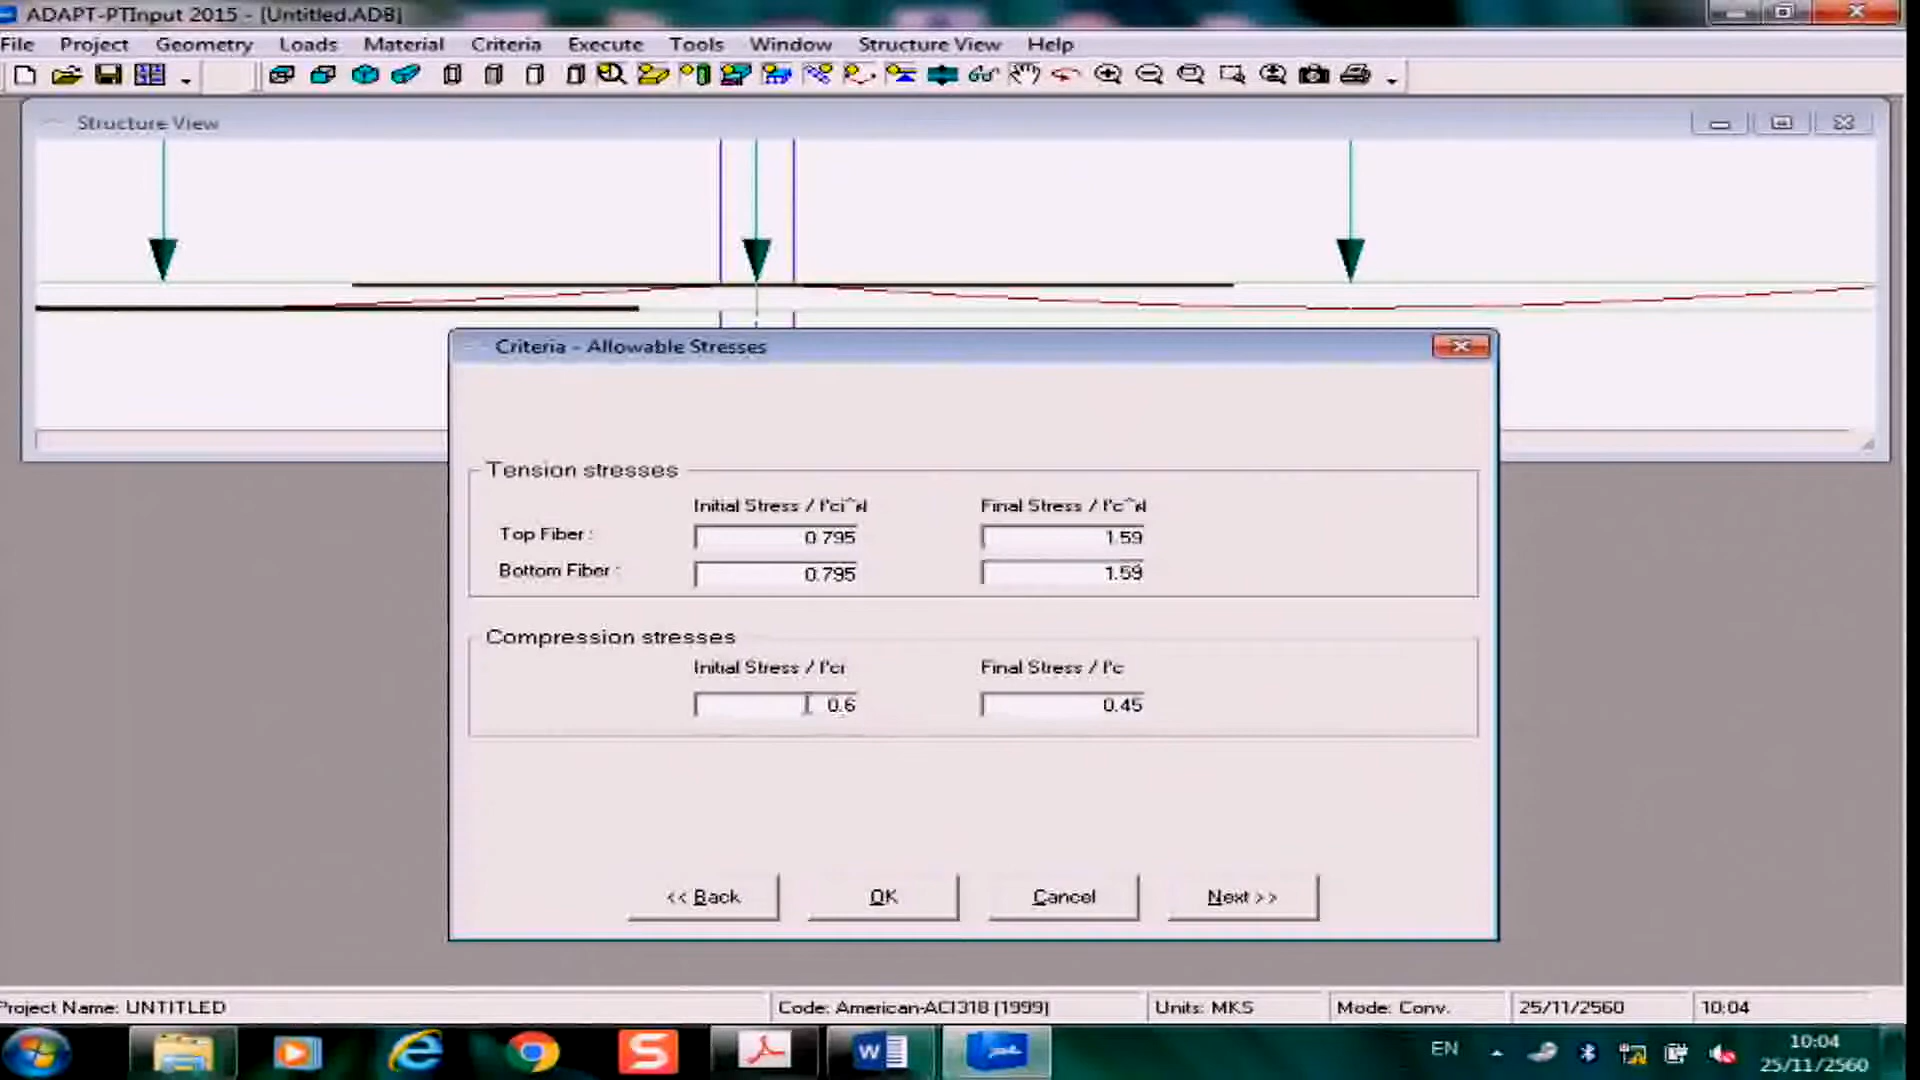 ADAPT-PTInput 2015 - [Untitled.ADB]
File Project Geometry Loads Material Criteria Execute Tools Window Structure View Help
Structure View
Criteria - Allowable Stresses
Tension stresses
Initial Stress / f'ci^½ Final Stress / f'c^½
Top Fiber : 0.795 1.59
Bottom Fiber : 0.795 1.59
Compression stresses
Initial Stress / f'ci Final Stress / f'c
0.6 0.45
<< Back OK Cancel Next >>
Project Name: UNTITLED Code: American-ACI318 (1999) Units: MKS Mode: Conv. 25/11/2560 10:04
EN 10:04
25/11/2560